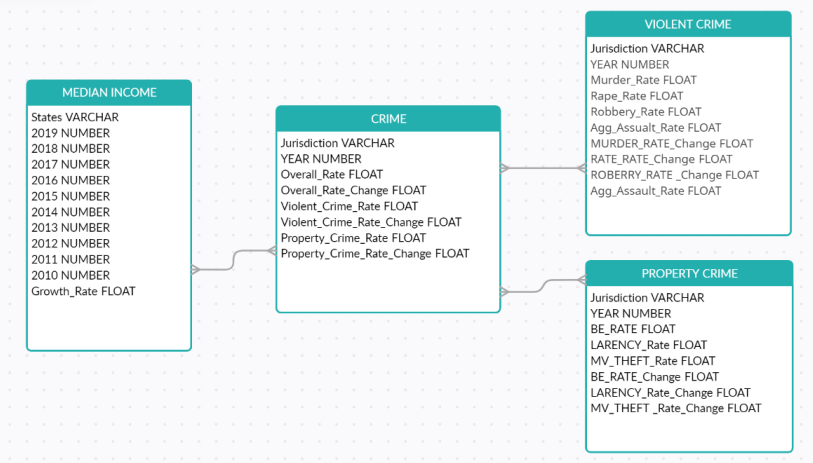 MEDIAN INCOME
States VARCHAR
2019 NUMBER
2018 NUMBER
2017 NUMBER
2016 NUMBER
2015 NUMBER
2014 NUMBER
2013 NUMBER
2012 NUMBER
2011 NUMBER
2010 NUMBER
Growth_Rate FLOAT
CRIME
Jurisdiction VARCHAR
YEAR NUMBER
Overall_Rate FLOAT
Overall_Rate_Change FLOAT
Violent_Crime_Rate FLOAT
Violent_Crime_Rate_Change FLOAT
Property_Crime_Rate FLOAT
Property_Crime_Rate_Change FLOAT
VIOLENT CRIME
Jurisdiction VARCHAR
YEAR NUMBER
Murder_Rate FLOAT
Rape_Rate FLOAT
Robbery_Rate FLOAT
Agg_Assualt_Rate FLOAT
MURDER_RATE_Change FLOAT
RATE_RATE_Change FLOAT
ROBERRY_RATE _Change FLOAT
Agg_Assault_Rate FLOAT
PROPERTY CRIME
Jurisdiction VARCHAR
YEAR NUMBER
BE_RATE FLOAT
LARENCY_Rate FLOAT
MV_THEFT_Rate FLOAT
BE_RATE_Change FLOAT
LARENCY_Rate_Change FLOAT
MV_THEFT _Rate_Change FLOAT